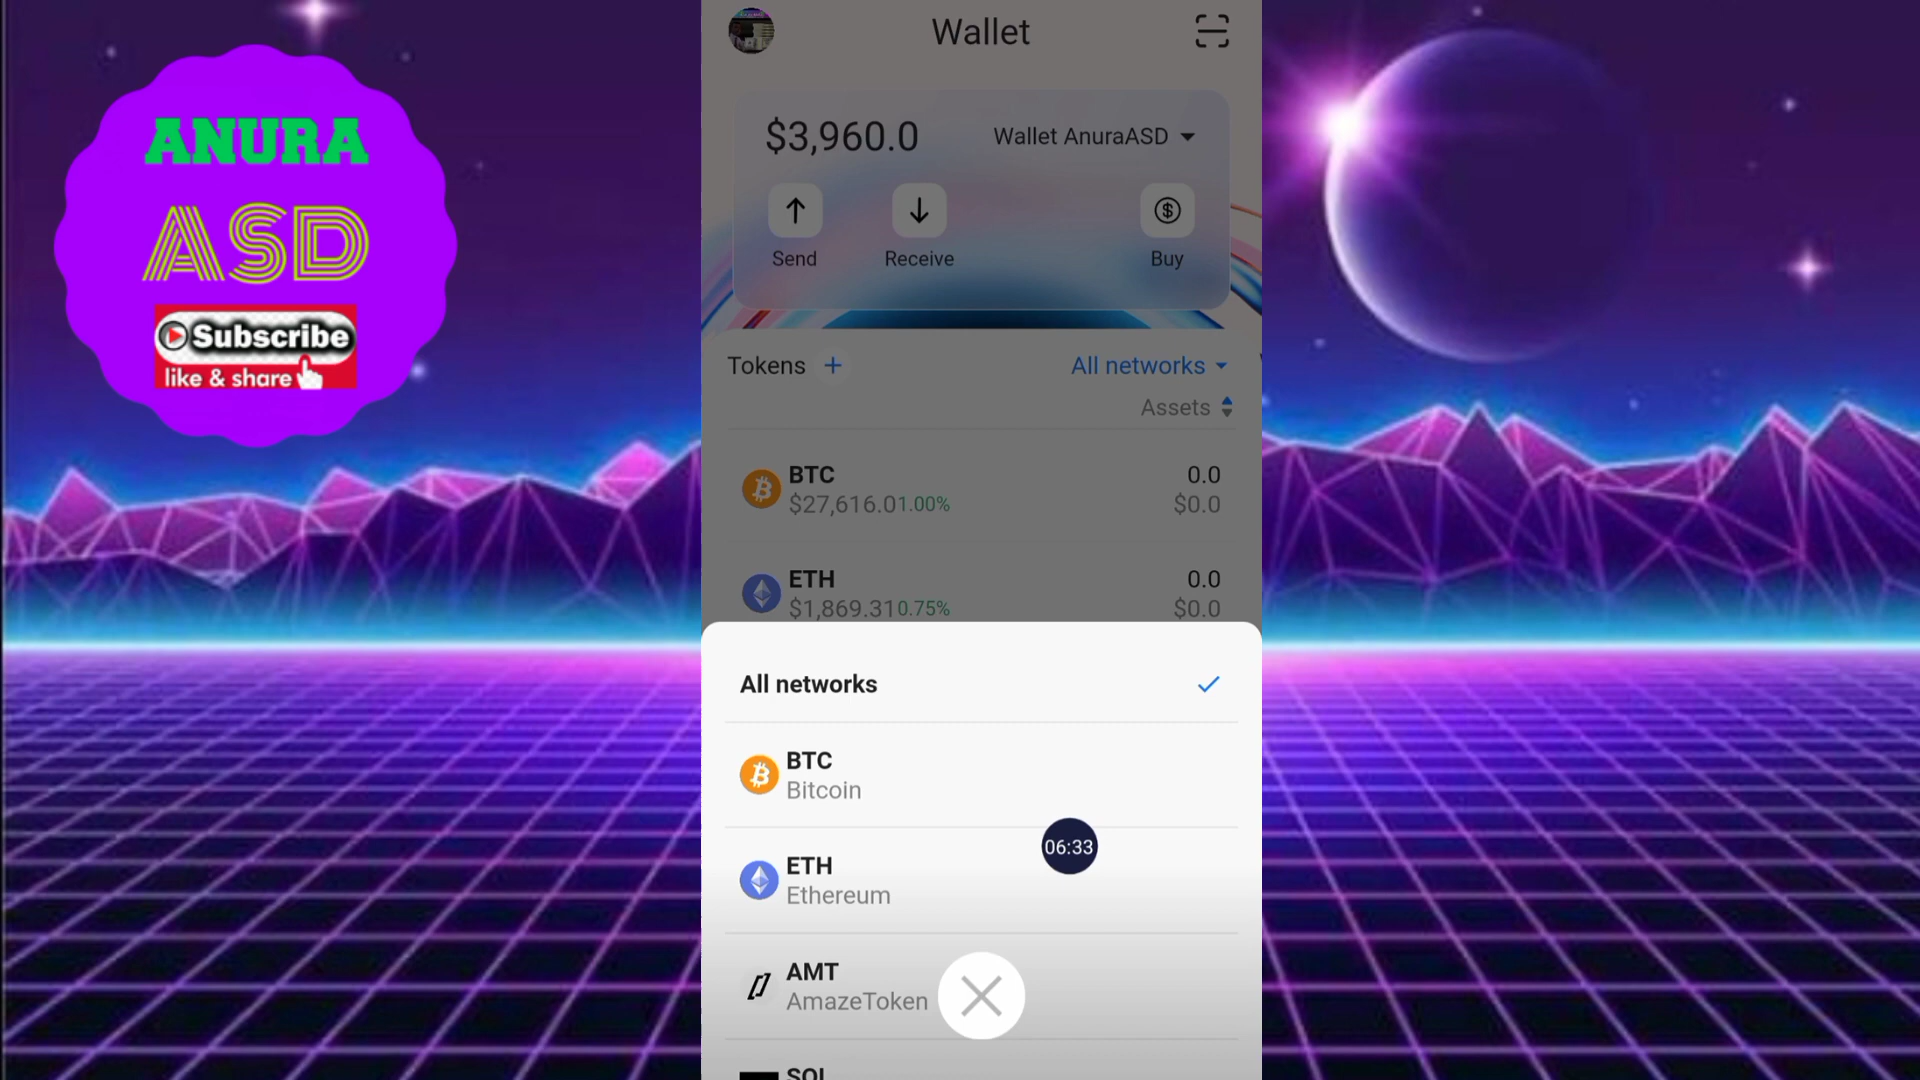 ANURA
ASD
Subscribe
like & share
Wallet
$3,960.0
Wallet AnuraASD
Send
Receive
Buy
Tokens +
All networks
Assets
BTC
0.0
$27,616.0 1.00%
$0.0
ETH
0.0
$1,869.31 0.75%
$0.0
All networks
BTC
Bitcoin
06:33
ETH
Ethereum
AMT
AmazeToken
SOL